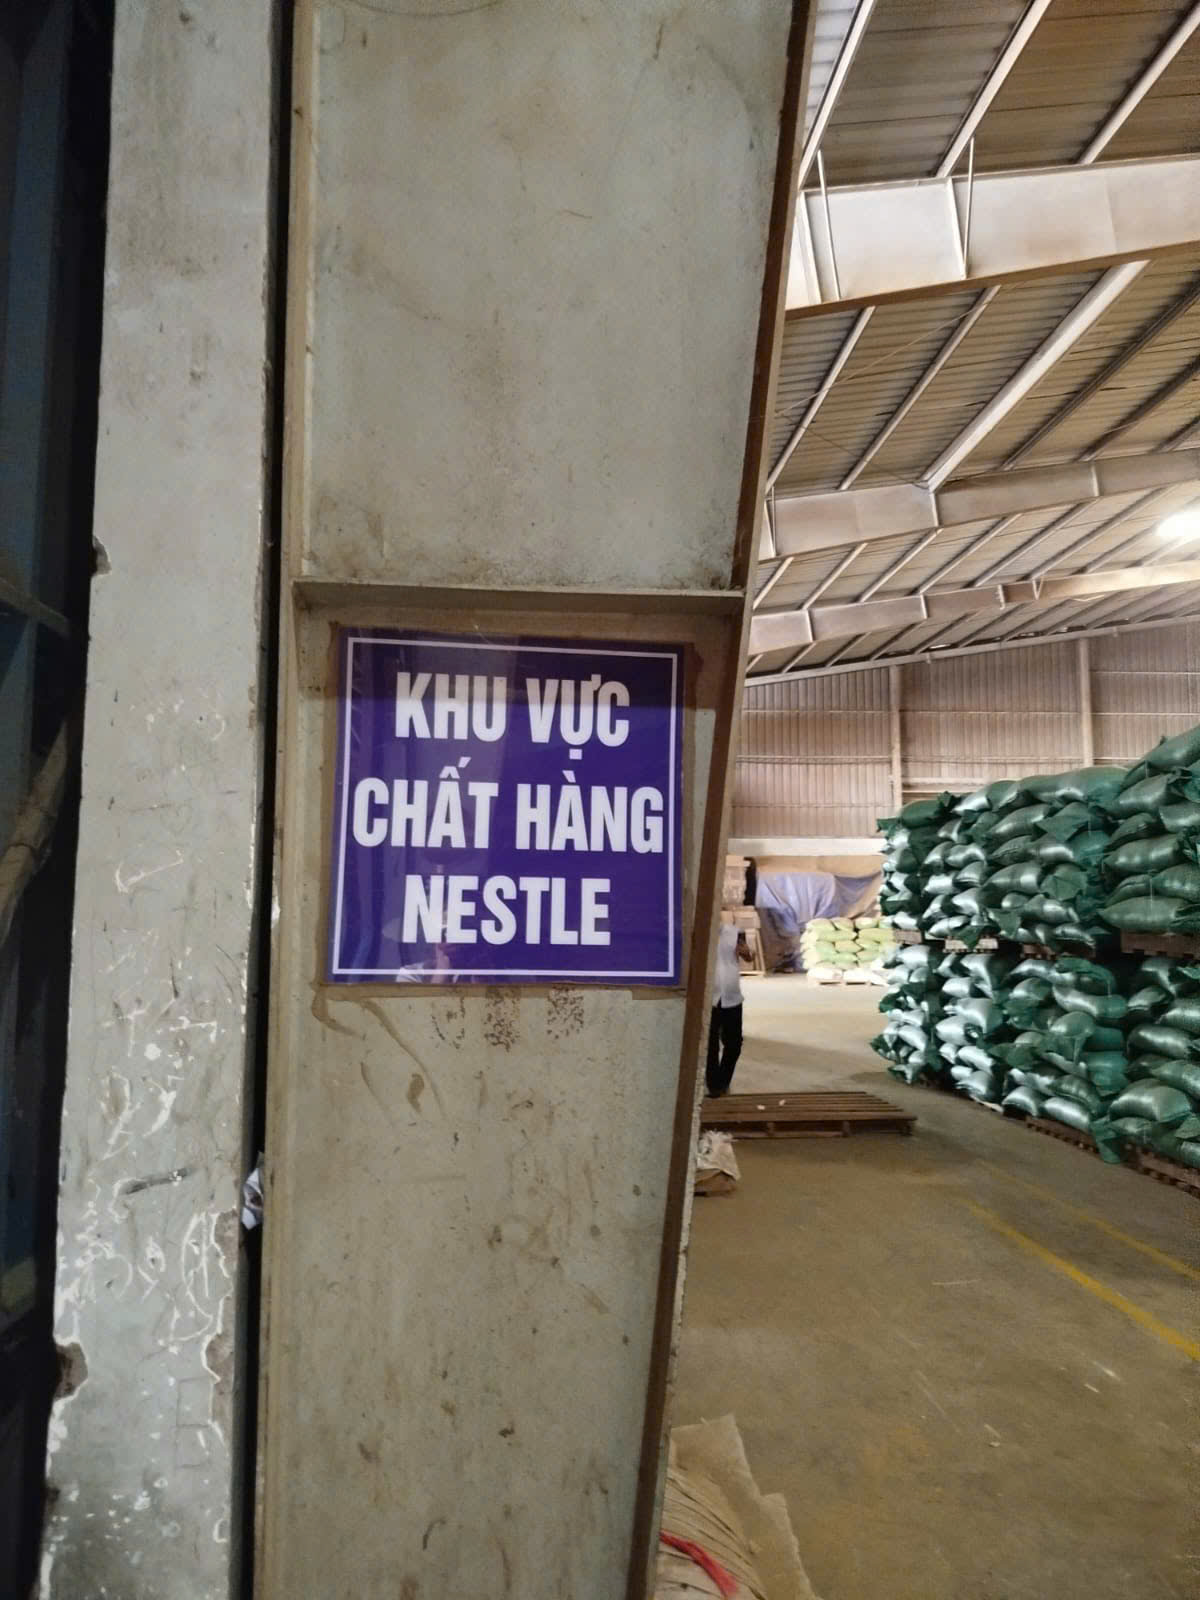 KHU VỰC
CHẤT HÀNG
NESTLE